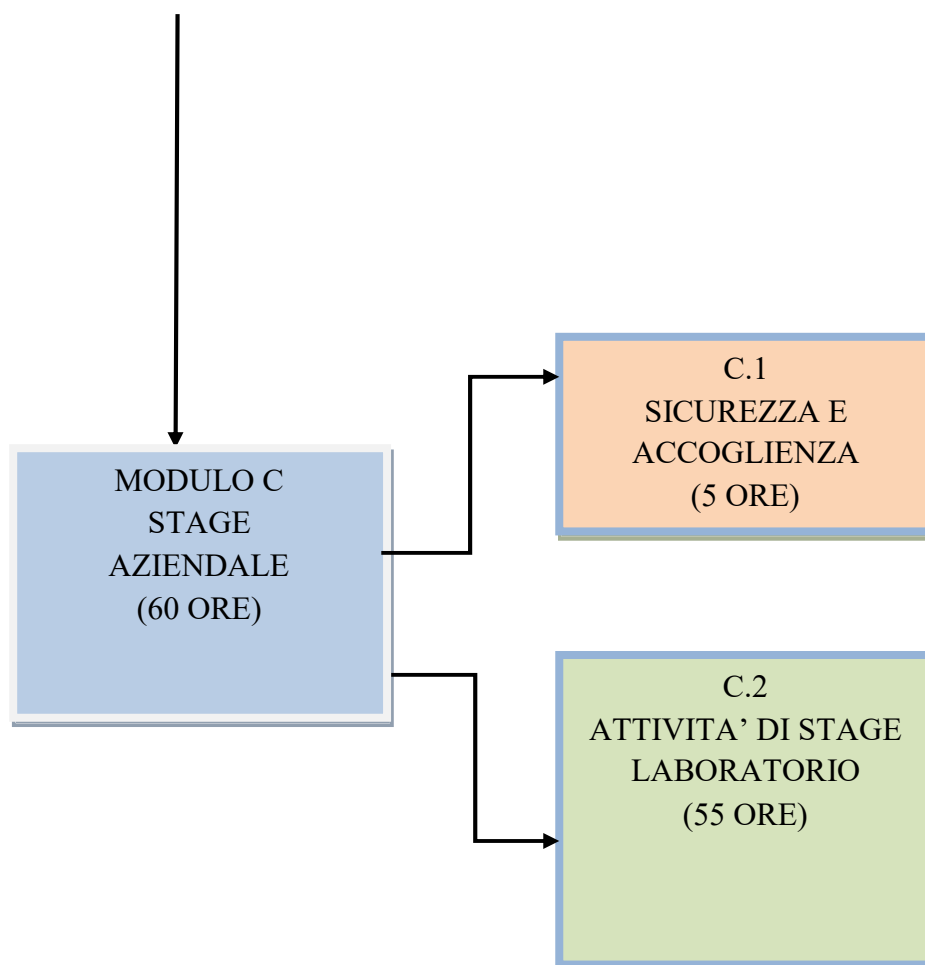 C.1
SICUREZZA E
ACCOGLIENZA
(5 ORE)
MODULO C
STAGE
AZIENDALE
(60 ORE)
C.2
ATTIVITA’ DI STAGE
LABORATORIO
(55 ORE)